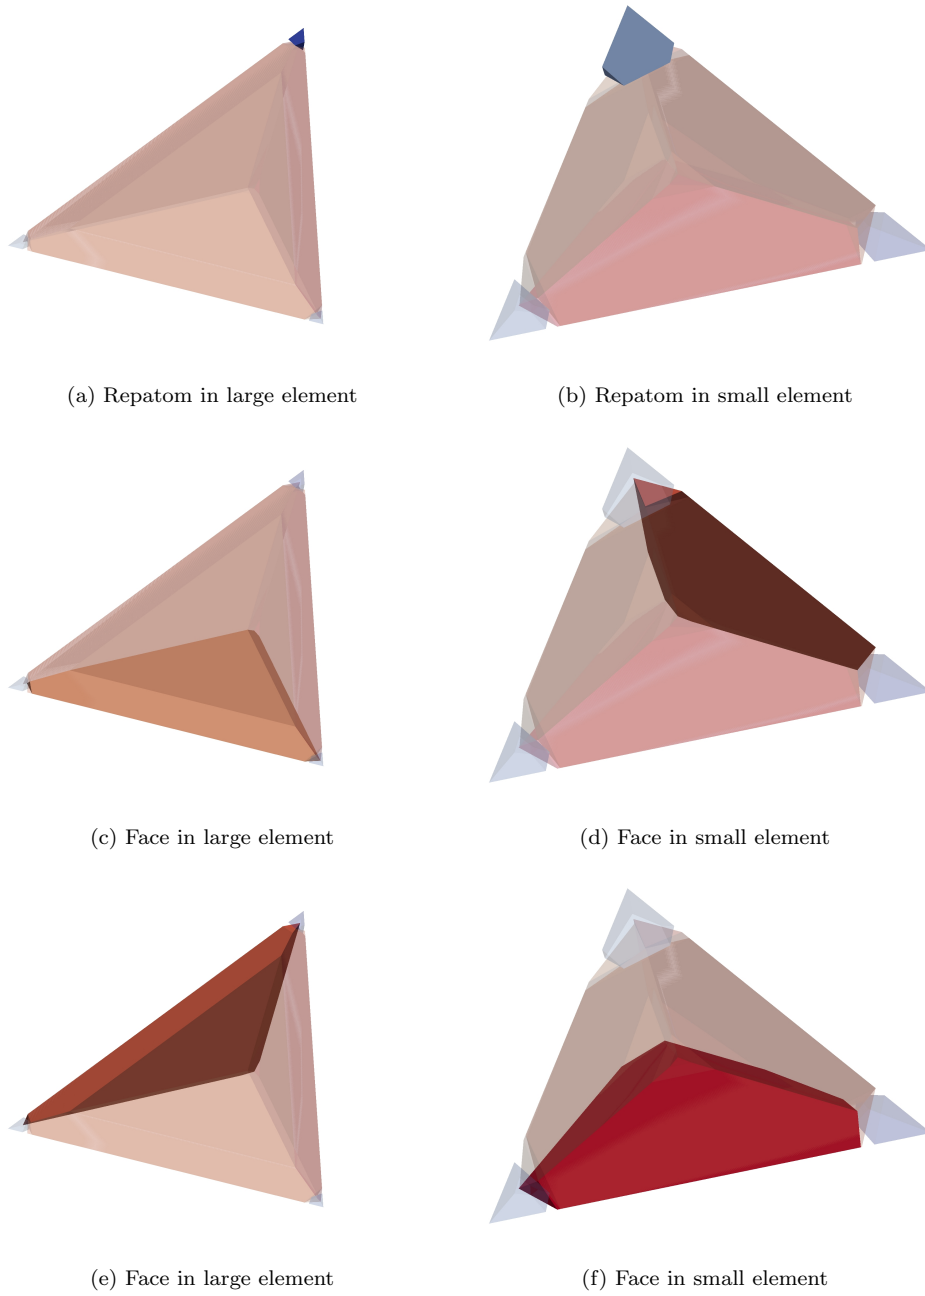 (a) Repatom in large element
(b) Repatom in small element
(c) Face in large element
(d) Face in small element
(e) Face in large element
(f) Face in small element